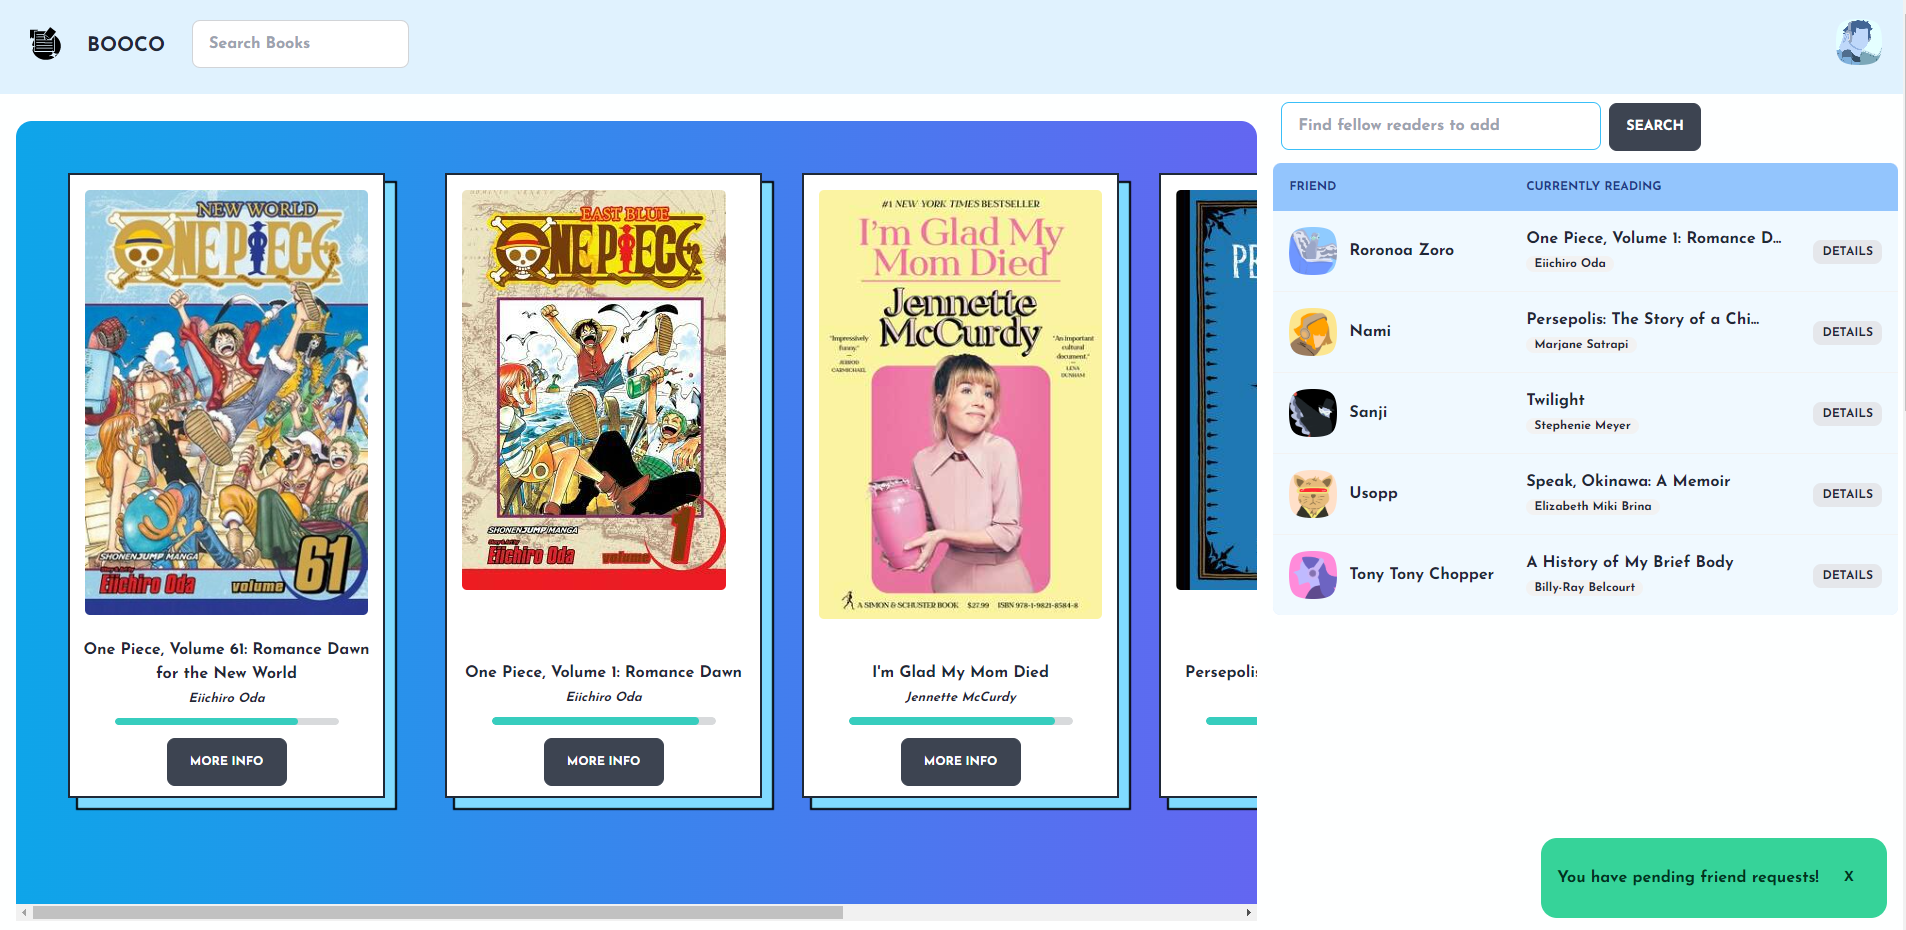 BOOCO
Search Books
Find fellow readers to add
SEARCH
NEW WORLD
ONE PIECE
SHONEN JUMP MANGA
Story & Art by
Eiichiro Oda
volume 61
One Piece, Volume 61: Romance Dawn
for the New World
Eiichiro Oda
MORE INFO
EAST BLUE
ONE PIECE
SHONEN JUMP MANGA
Story & Art by
Eiichiro Oda
volume 1
One Piece, Volume 1: Romance Dawn
Eiichiro Oda
MORE INFO
#1 NEW YORK TIMES BESTSELLER
I'm Glad My
Mom Died
Jennette
McCurdy
"Impressively
funny."
—
JERROD
CARMICHAEL
"An important
cultural
document."
—
LENA
DUNHAM
A SIMON & SCHUSTER BOOK $27.99 ISBN 978-1-9821-8584-8
I'm Glad My Mom Died
Jennette McCurdy
MORE INFO
PE
Persepolis
FRIEND CURRENTLY READING
Roronoa Zoro
One Piece, Volume 1: Romance D...
Eiichiro Oda
DETAILS
Nami
Persepolis: The Story of a Chi...
Marjane Satrapi
DETAILS
Sanji
Twilight
Stephenie Meyer
DETAILS
Usopp
Speak, Okinawa: A Memoir
Elizabeth Miki Brina
DETAILS
Tony Tony Chopper
A History of My Brief Body
Billy-Ray Belcourt
DETAILS
You have pending friend requests! X